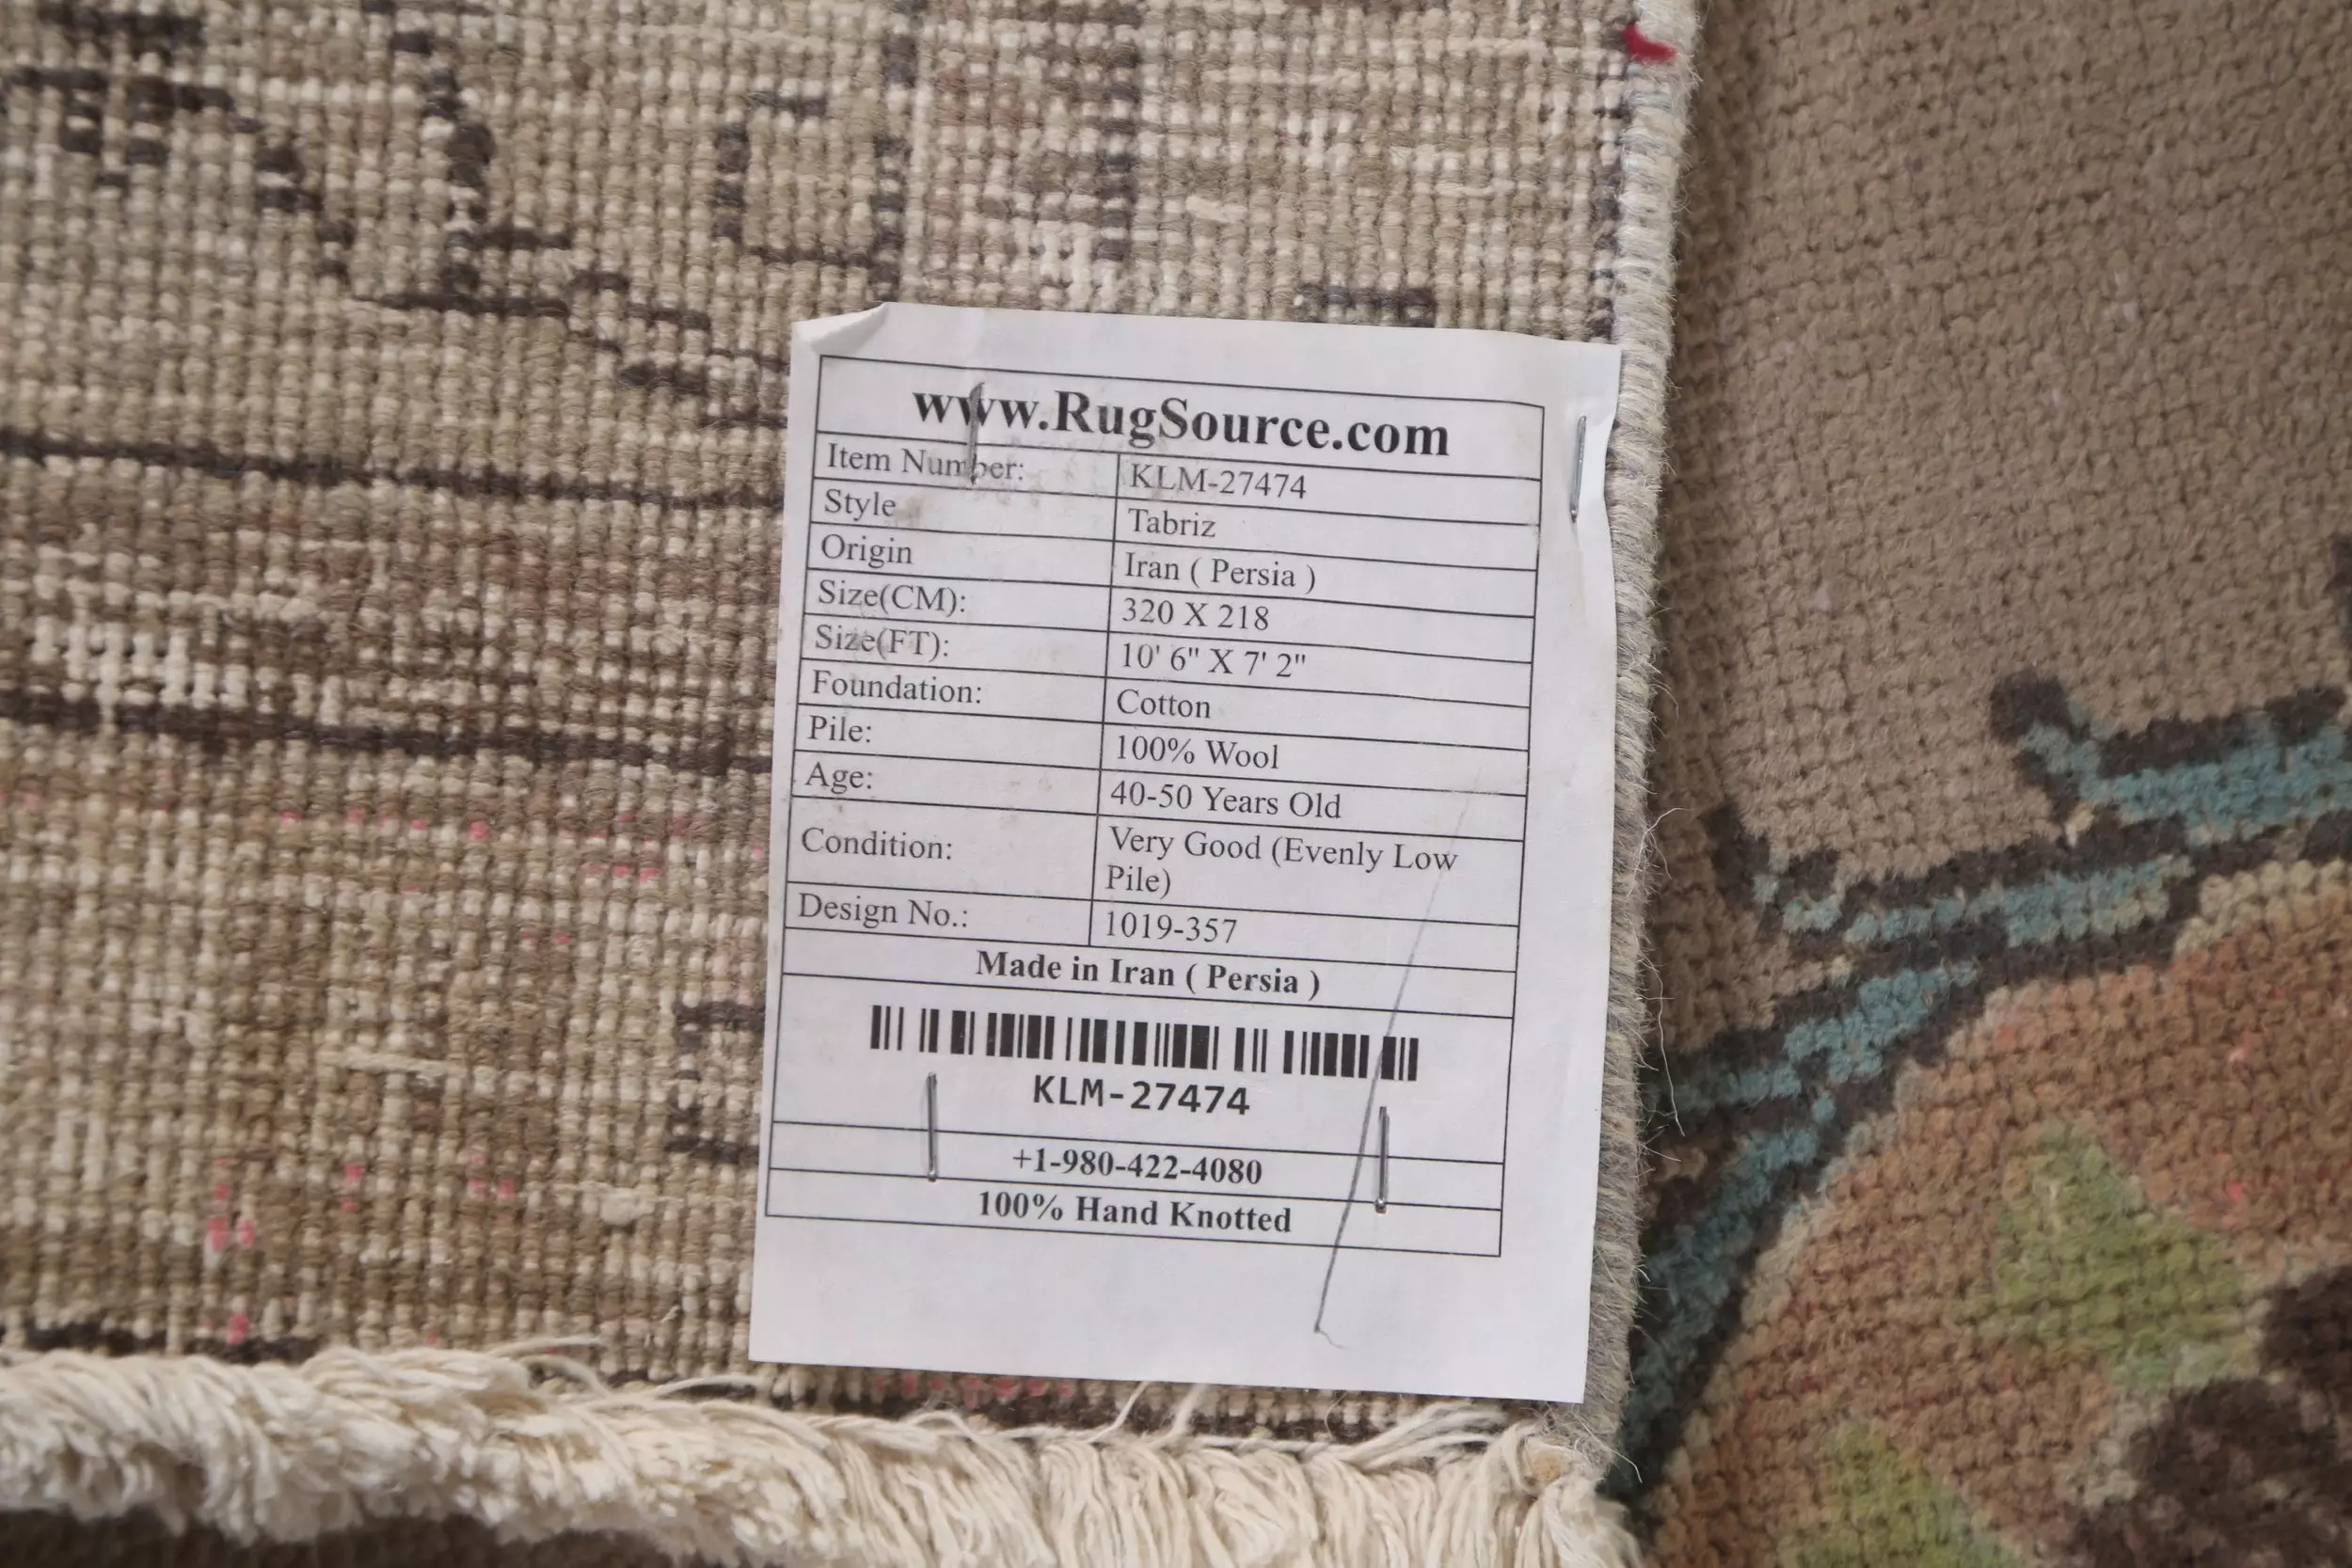 www.RugSource.com
Item Number: KLM-27474
Style Tabriz
Origin Iran ( Persia )
Size(CM): 320 X 218
Size(FT): 10' 6" X 7' 2"
Foundation: Cotton
Pile: 100% Wool
Age: 40-50 Years Old
Condition: Very Good (Evenly Low
Pile)
Design No.: 1019-357
Made in Iran ( Persia )
KLM-27474
+1-980-422-4080
100% Hand Knotted